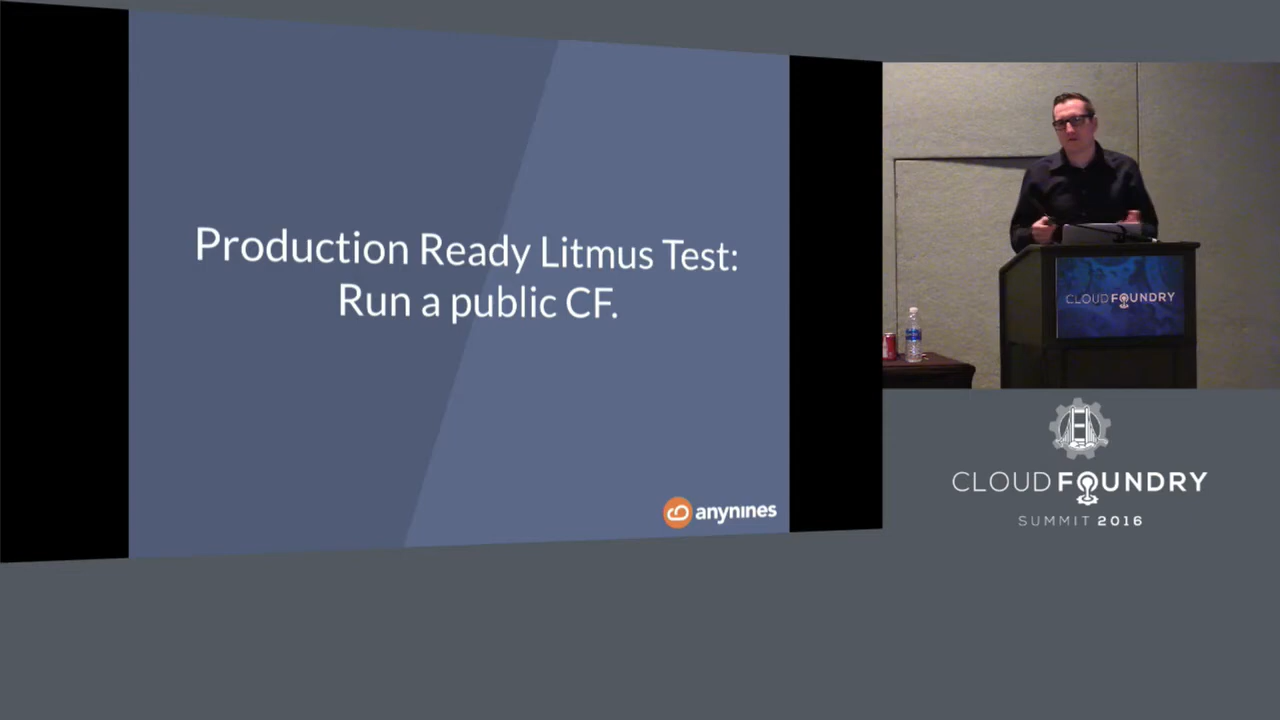 Production Ready Litmus Test:
Run a public CF.
anynines
CLOUD FOUNDRY
CLOUD FOUNDRY
SUMMIT 2016